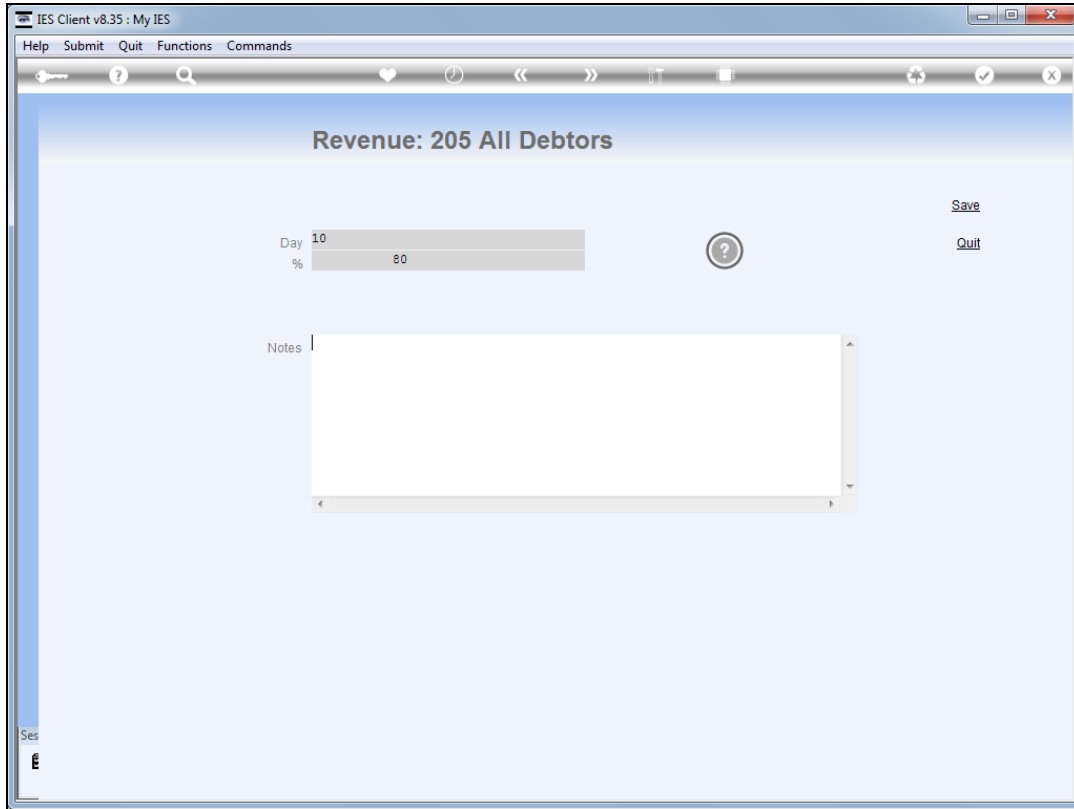 IES Client v8.35 : My IES
Help Submit Quit Functions Commands
Revenue: 205 All Debtors
Save
Day 10
Quit
% 80
Notes
Ses